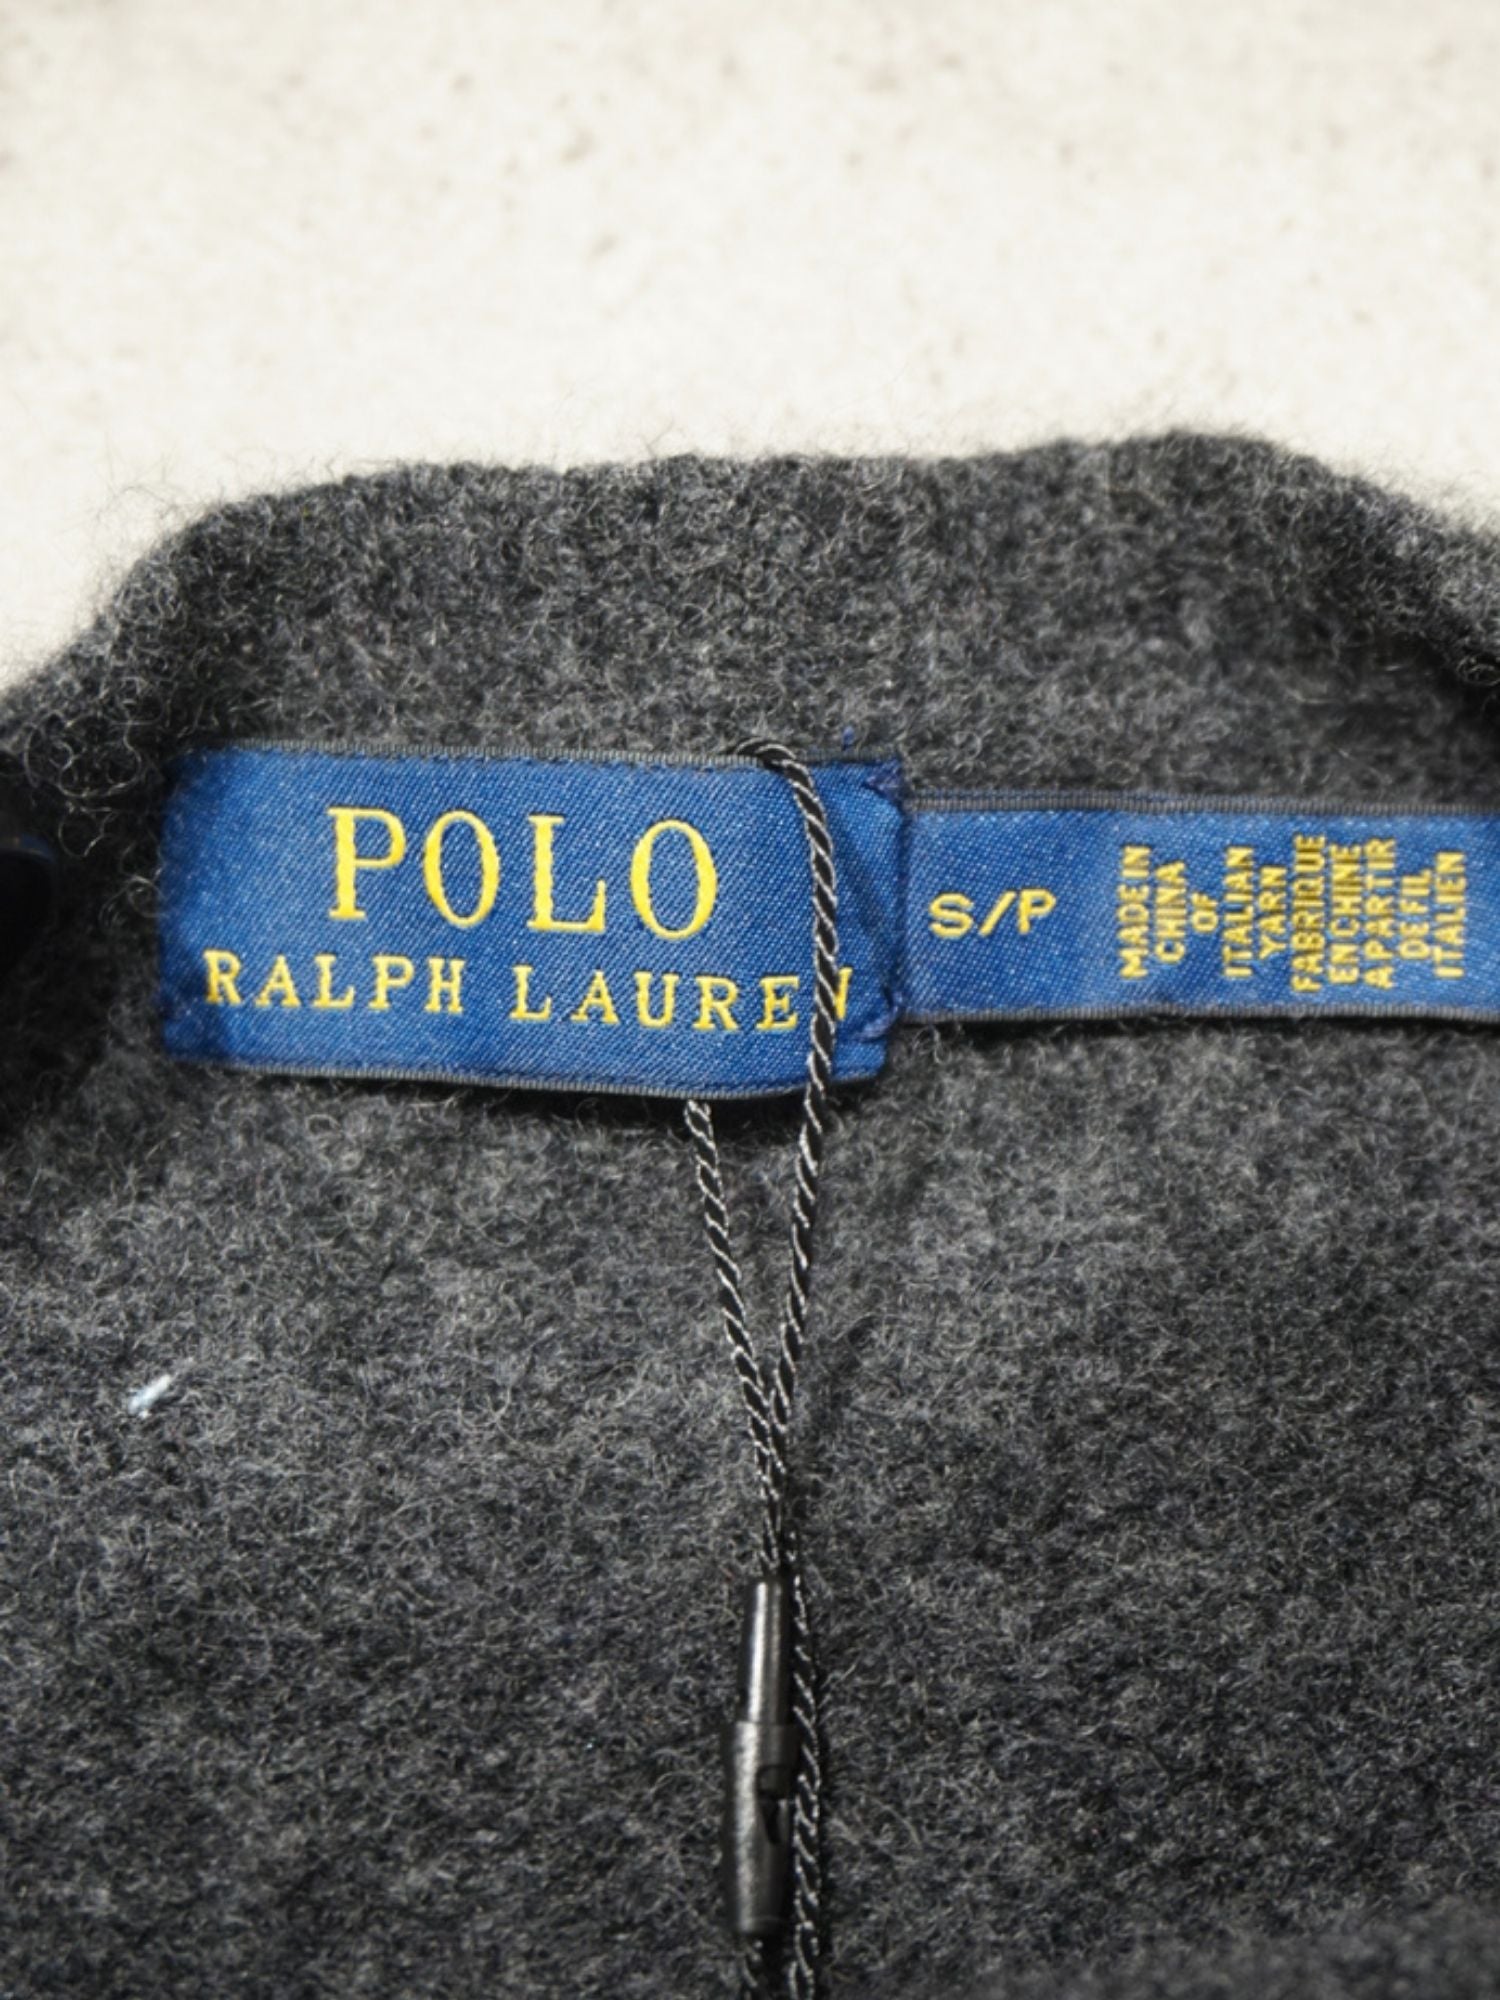 POLO
RALPH LAUREN
S/P
MADE IN
CHINA
OF
ITALIAN
YARN
FABRIQUE
EN CHINE
A PARTIR
DE FIL
ITALIEN